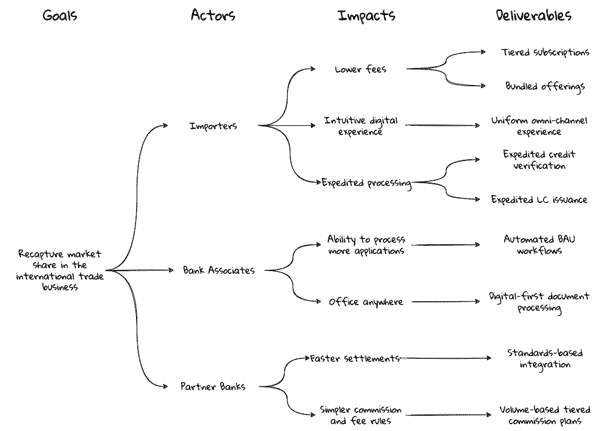 Goals
Actors
Impacts
Deliverables
Recapture market
share in the
international trade
business
Importers
Lower fees
Tiered subscriptions
Bundled offerings
Intuitive digital
experience
Uniform omni-channel
experience
Expedited processing
Expedited credit
verification
Expedited LC issuance
Bank Associates
Ability to process
more applications
Automated BAU
workflows
Office anywhere
Digital-first document
processing
Partner Banks
Faster settlements
Standards-based
integration
Simpler commission
and fee rules
Volume-based tiered
commission plans